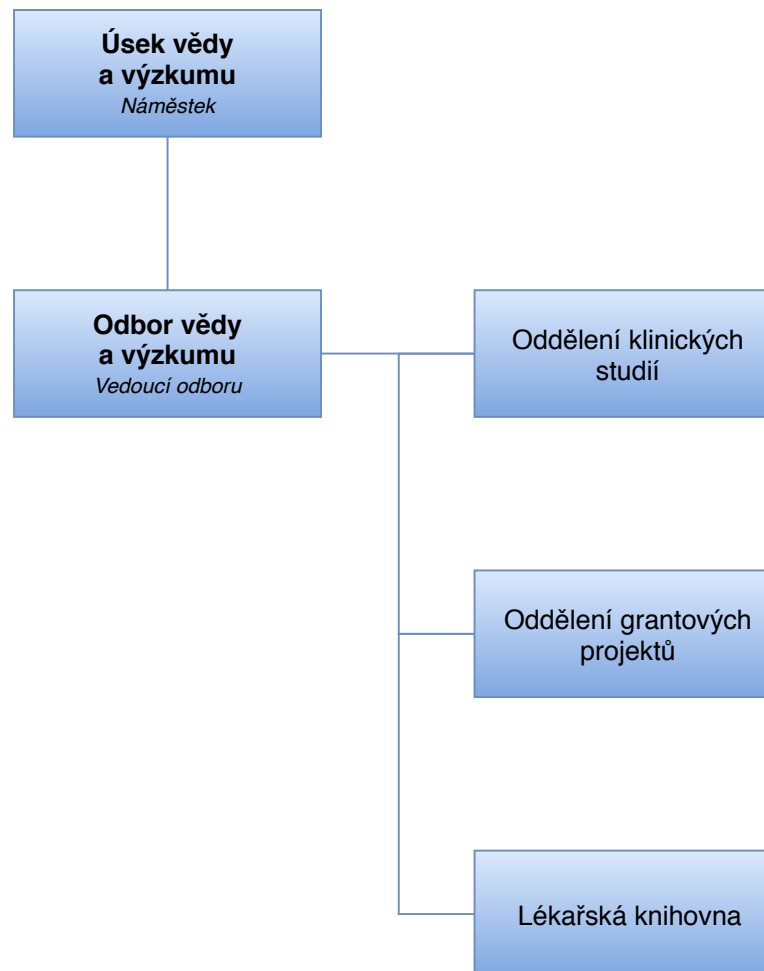 Úsek vědy
a výzkumu
Náměstek
Odbor vědy
a výzkumu
Vedoucí odboru
Oddělení klinických
studií
Oddělení grantových
projektů
Lékařská knihovna